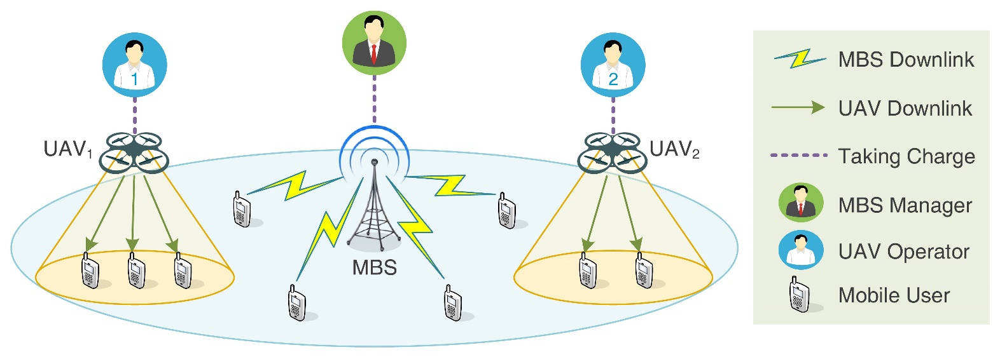 1
2
UAV₁
UAV₂
MBS
MBS Downlink
UAV Downlink
Taking Charge
MBS Manager
UAV Operator
Mobile User